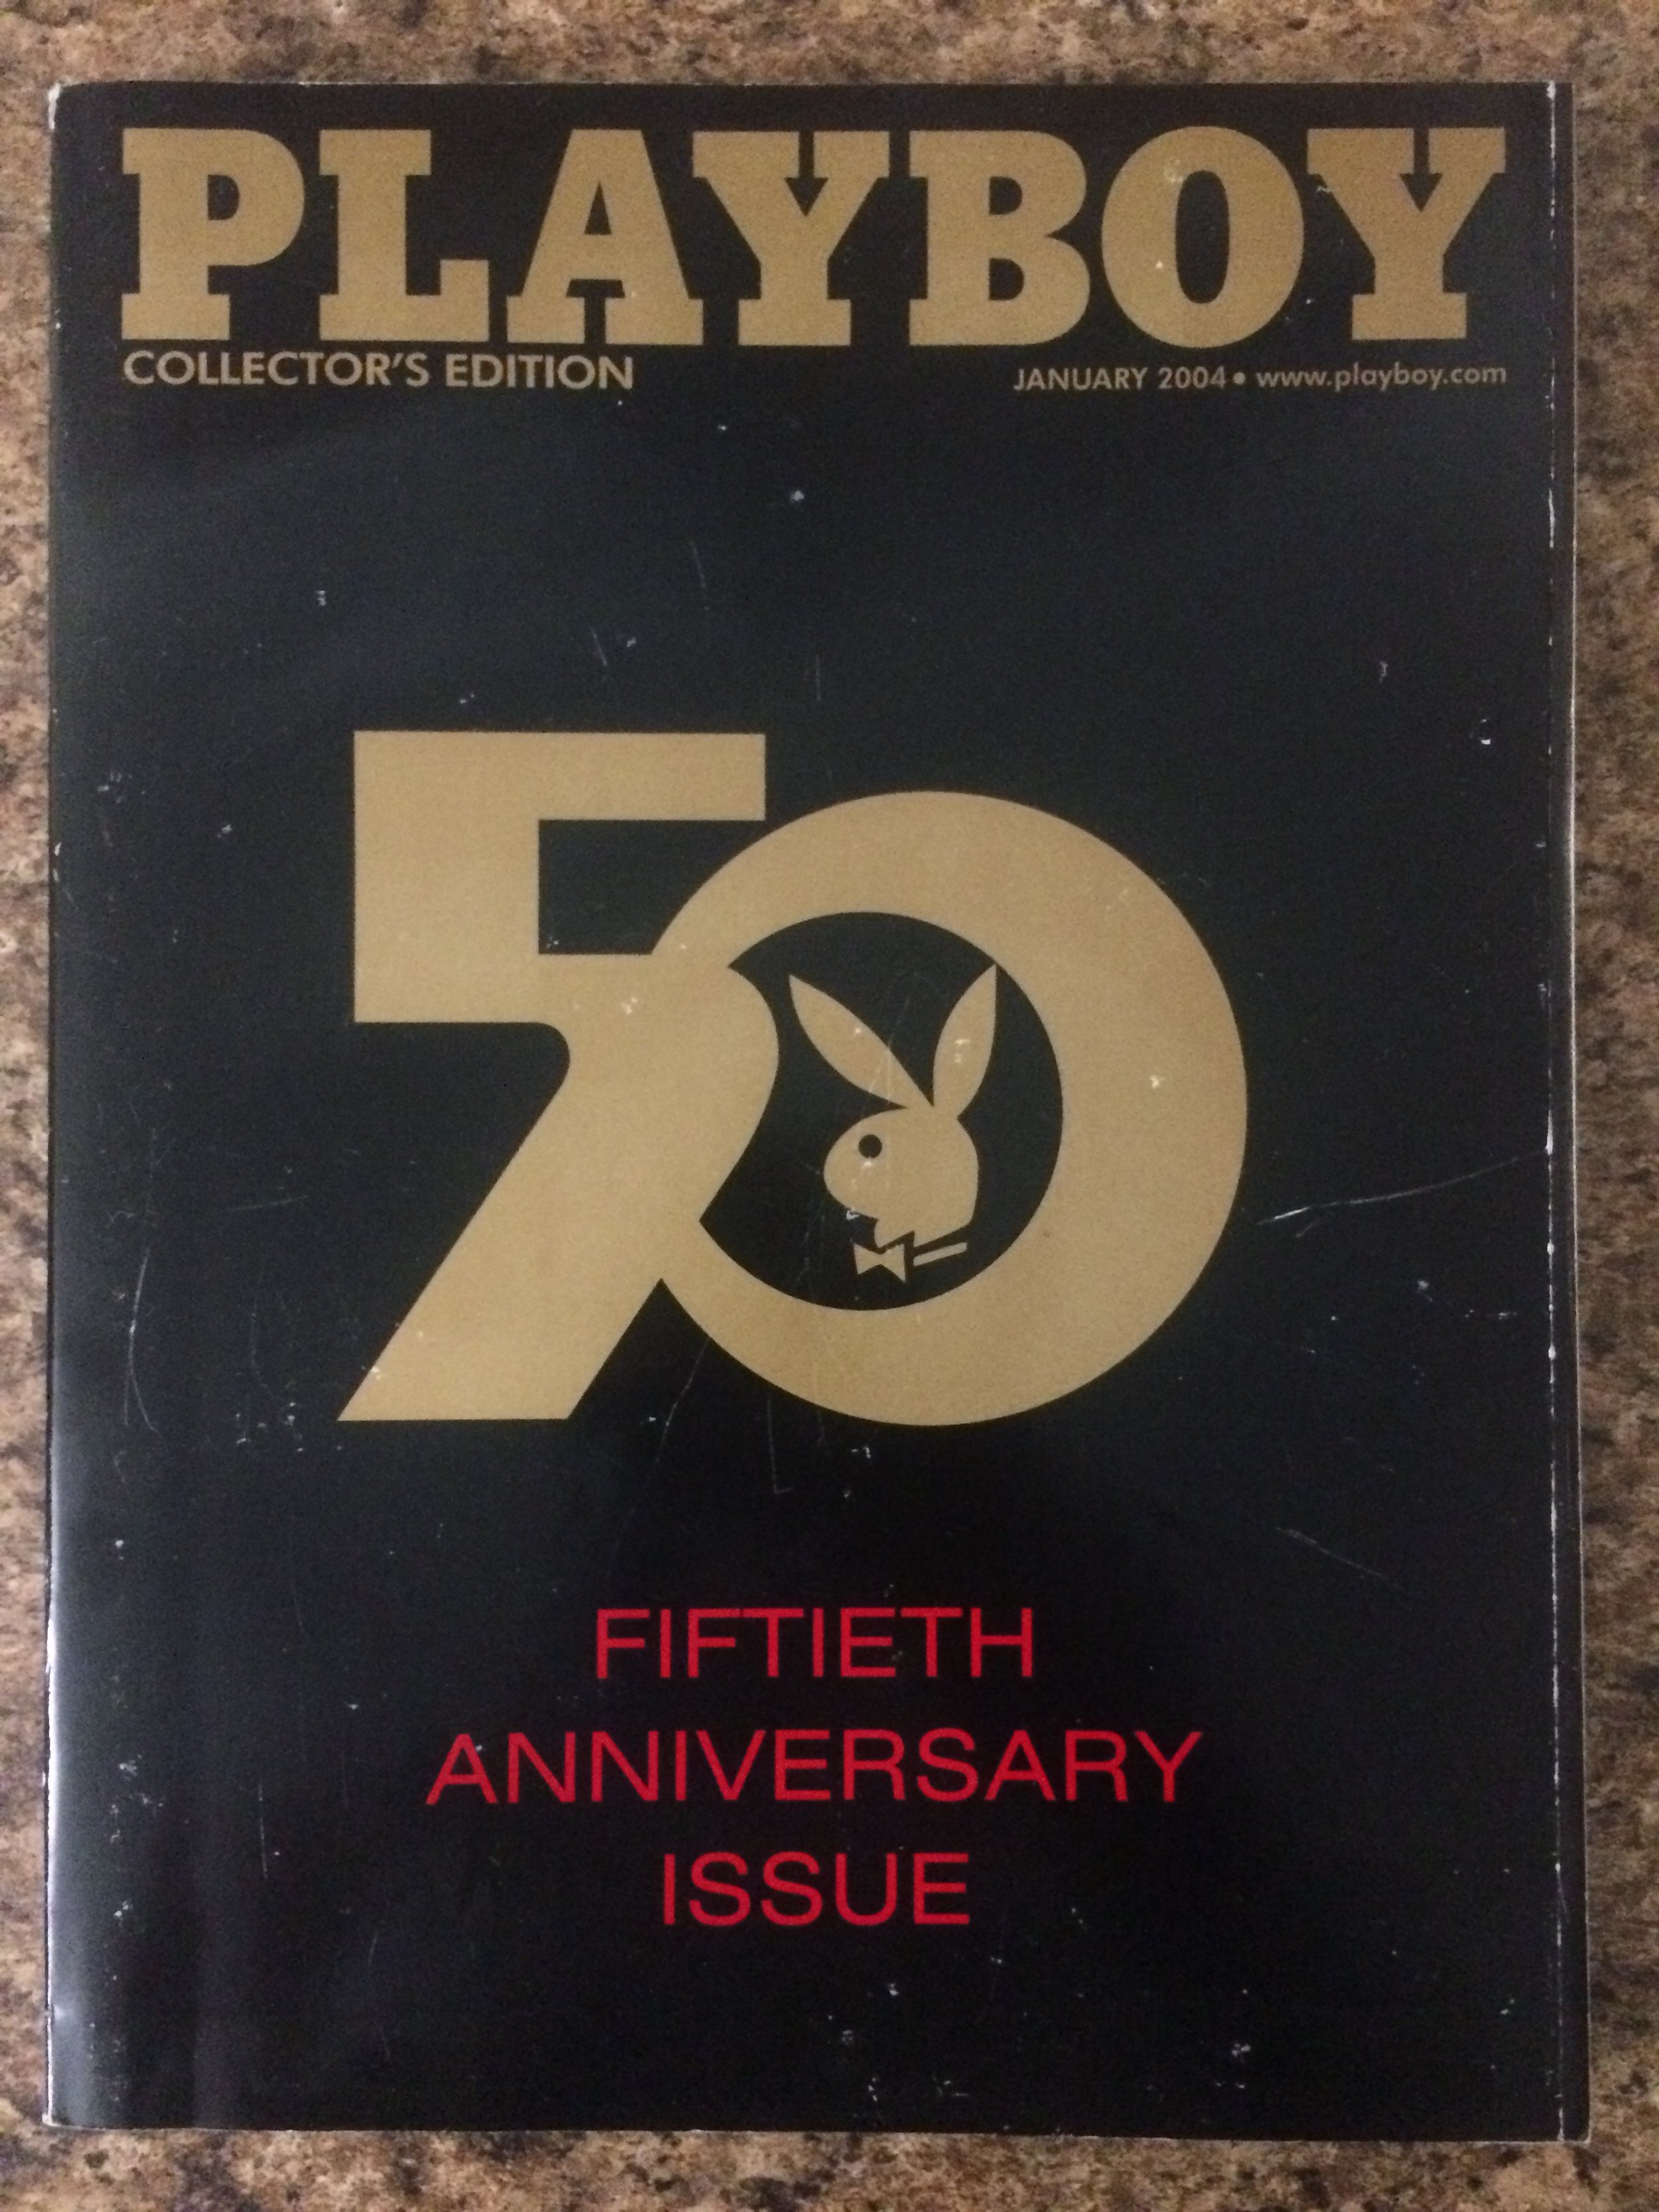 PLAYBOY
COLLECTOR'S EDITION
JANUARY 2004 • www.playboy.com
50
FIFTIETH
ANNIVERSARY
ISSUE